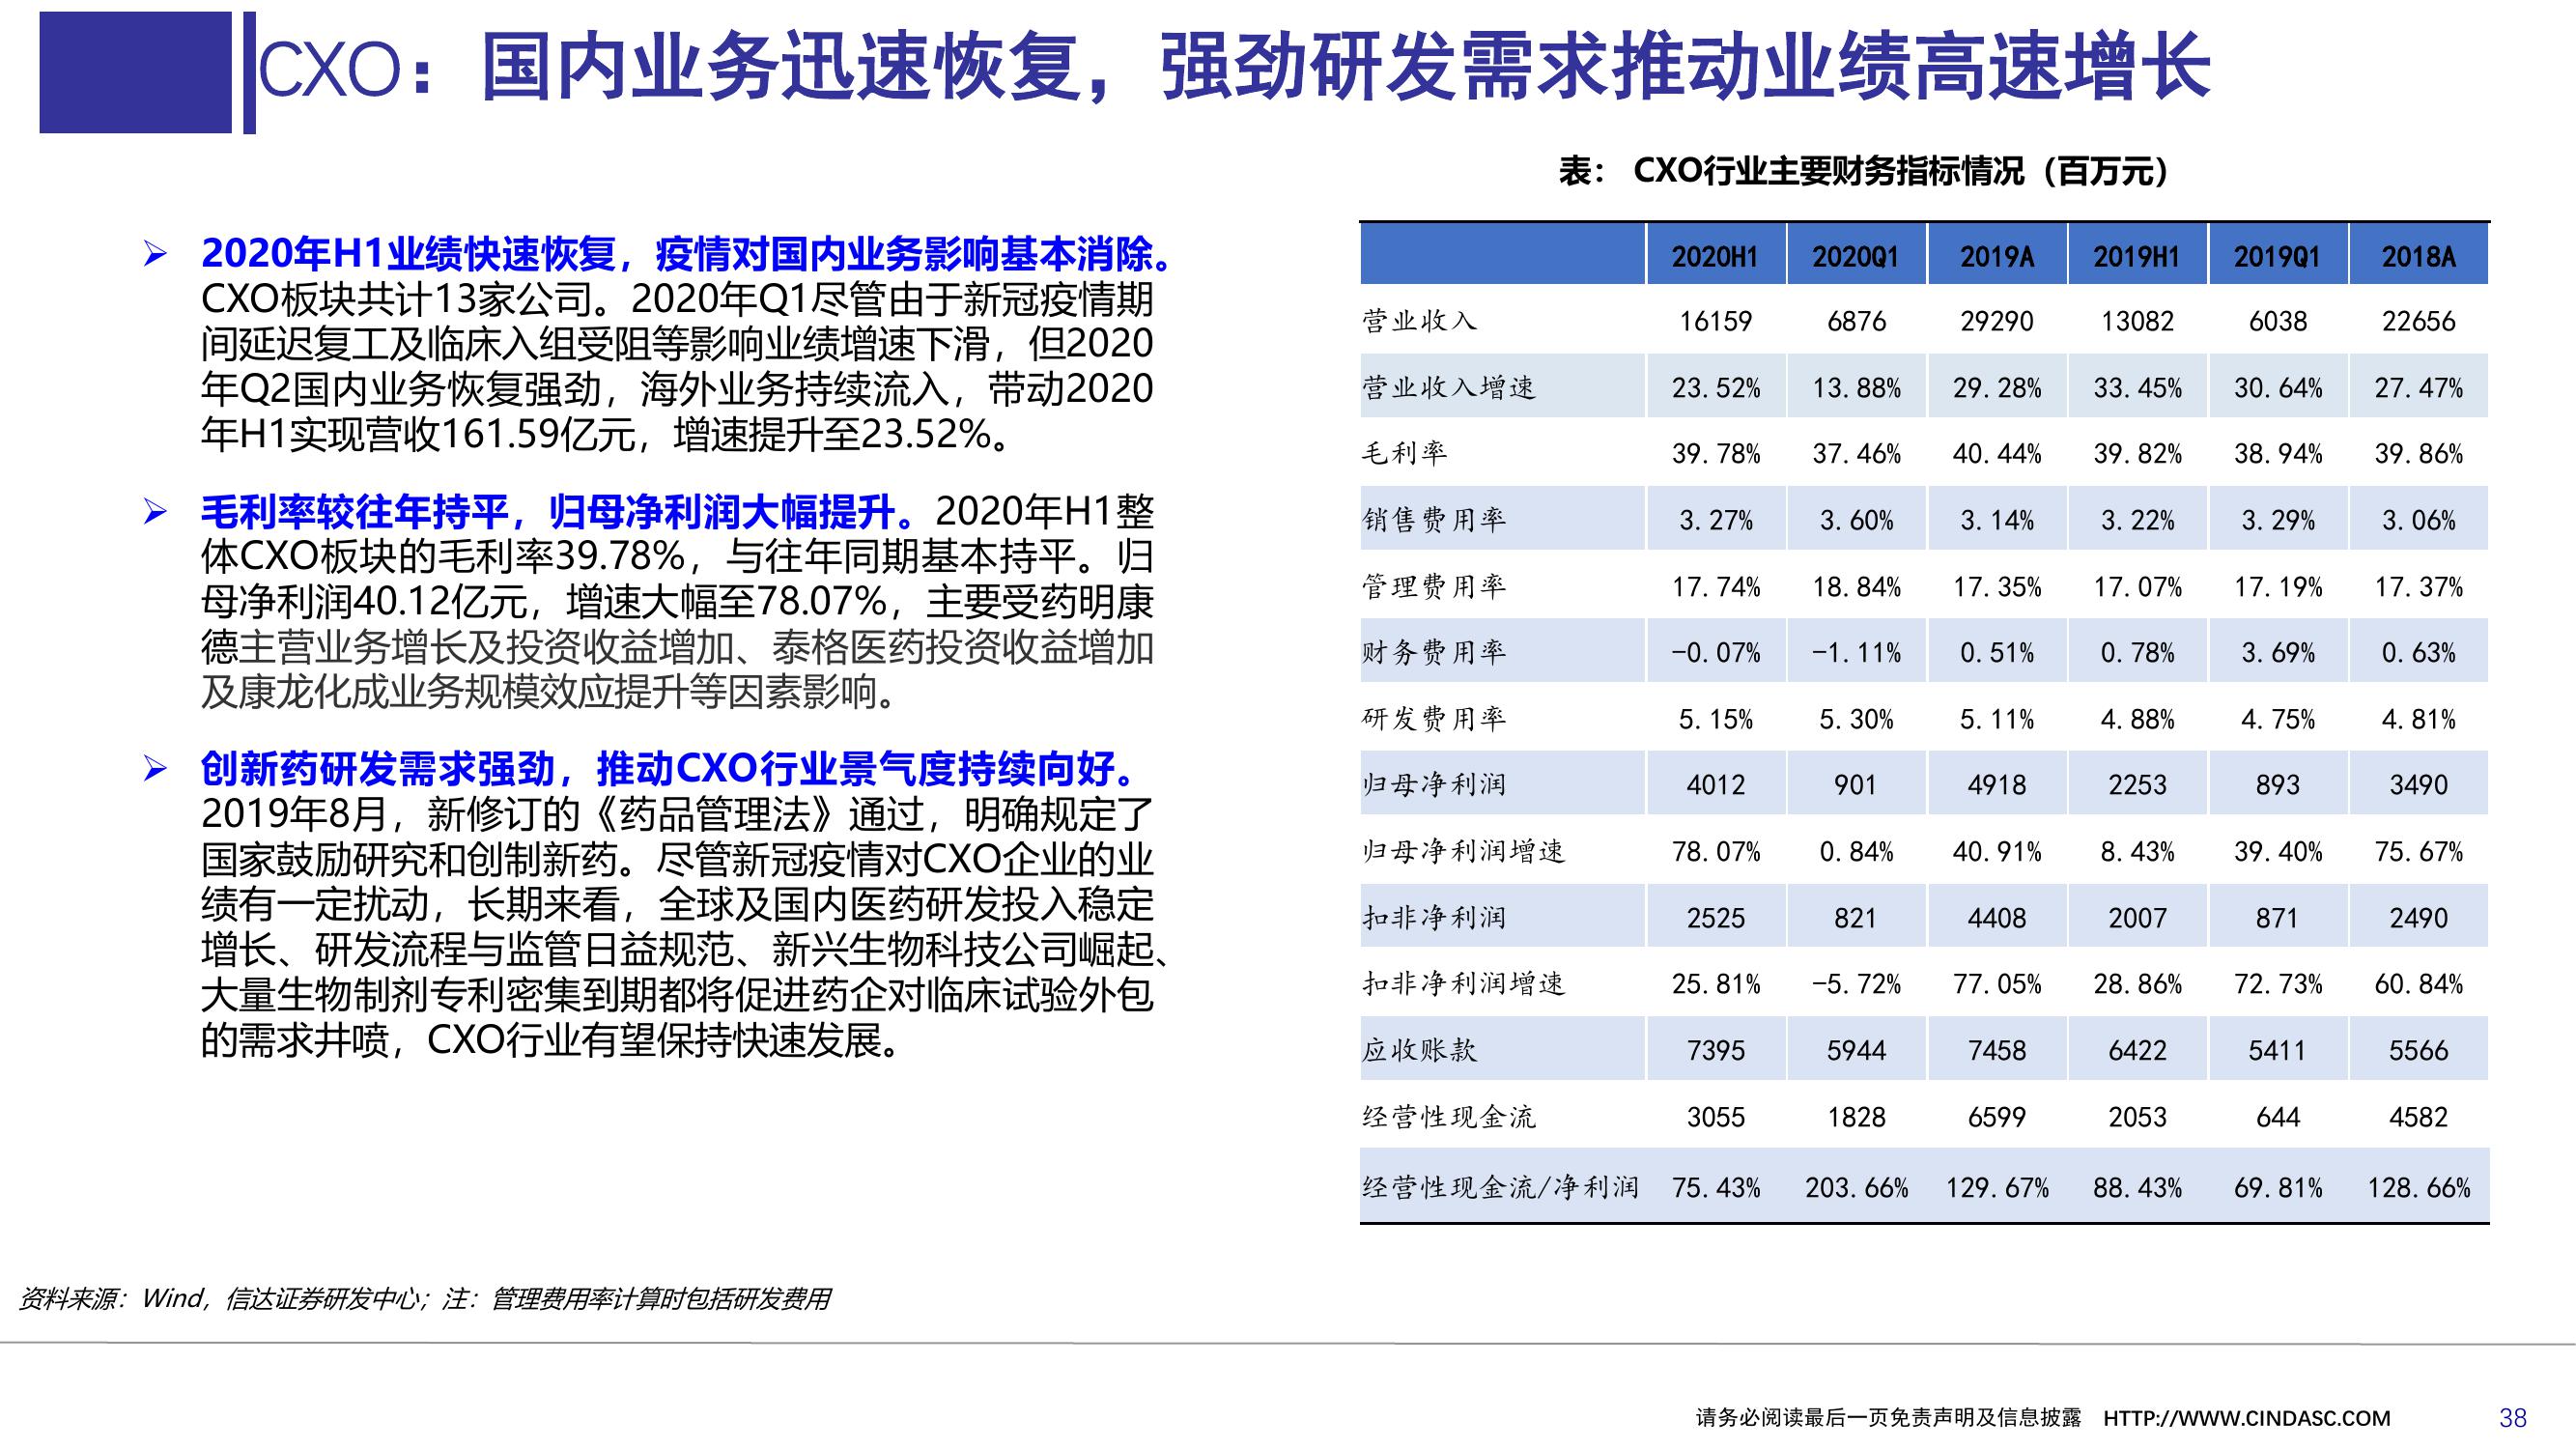 CXO：国内业务迅速恢复，强劲研发需求推动业绩高速增长
➢ 2020年H1业绩快速恢复，疫情对国内业务影响基本消除。
CXO板块共计13家公司。2020年Q1尽管由于新冠疫情期
间延迟复工及临床入组受阻等影响业绩增速下滑，但2020
年Q2国内业务恢复强劲，海外业务持续流入，带动2020
年H1实现营收161.59亿元，增速提升至23.52%。
➢ 毛利率较往年持平，归母净利润大幅提升。2020年H1整
体CXO板块的毛利率39.78%，与往年同期基本持平。归
母净利润40.12亿元，增速大幅至78.07%，主要受药明康
德主营业务增长及投资收益增加、泰格医药投资收益增加
及康龙化成业务规模效应提升等因素影响。
➢ 创新药研发需求强劲，推动CXO行业景气度持续向好。
2019年8月，新修订的《药品管理法》通过，明确规定了
国家鼓励研究和创制新药。尽管新冠疫情对CXO企业的业
绩有一定扰动，长期来看，全球及国内医药研发投入稳定
增长、研发流程与监管日益规范、新兴生物科技公司崛起、
大量生物制剂专利密集到期都将促进药企对临床试验外包
的需求井喷，CXO行业有望保持快速发展。
表： CXO行业主要财务指标情况（百万元）
2020H1 2020Q1 2019A 2019H1 2019Q1 2018A
营业收入 16159 6876 29290 13082 6038 22656
营业收入增速 23.52% 13.88% 29.28% 33.45% 30.64% 27.47%
毛利率 39.78% 37.46% 40.44% 39.82% 38.94% 39.86%
销售费用率 3.27% 3.60% 3.14% 3.22% 3.29% 3.06%
管理费用率 17.74% 18.84% 17.35% 17.07% 17.19% 17.37%
财务费用率 -0.07% -1.11% 0.51% 0.78% 3.69% 0.63%
研发费用率 5.15% 5.30% 5.11% 4.88% 4.75% 4.81%
归母净利润 4012 901 4918 2253 893 3490
归母净利润增速 78.07% 0.84% 40.91% 8.43% 39.40% 75.67%
扣非净利润 2525 821 4408 2007 871 2490
扣非净利润增速 25.81% -5.72% 77.05% 28.86% 72.73% 60.84%
应收账款 7395 5944 7458 6422 5411 5566
经营性现金流 3055 1828 6599 2053 644 4582
经营性现金流/净利润 75.43% 203.66% 129.67% 88.43% 69.81% 128.66%
资料来源：Wind，信达证券研发中心；注：管理费用率计算时包括研发费用
请务必阅读最后一页免责声明及信息披露 HTTP://WWW.CINDASC.COM 38